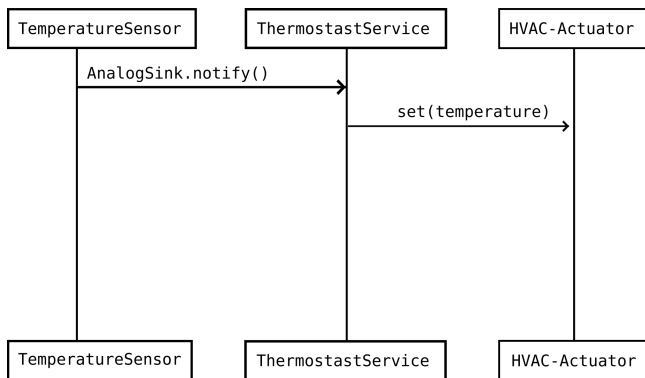 TemperatureSensor
ThermostastService
HVAC-Actuator
AnalogSink.notify()
set(temperature)
TemperatureSensor
ThermostastService
HVAC-Actuator